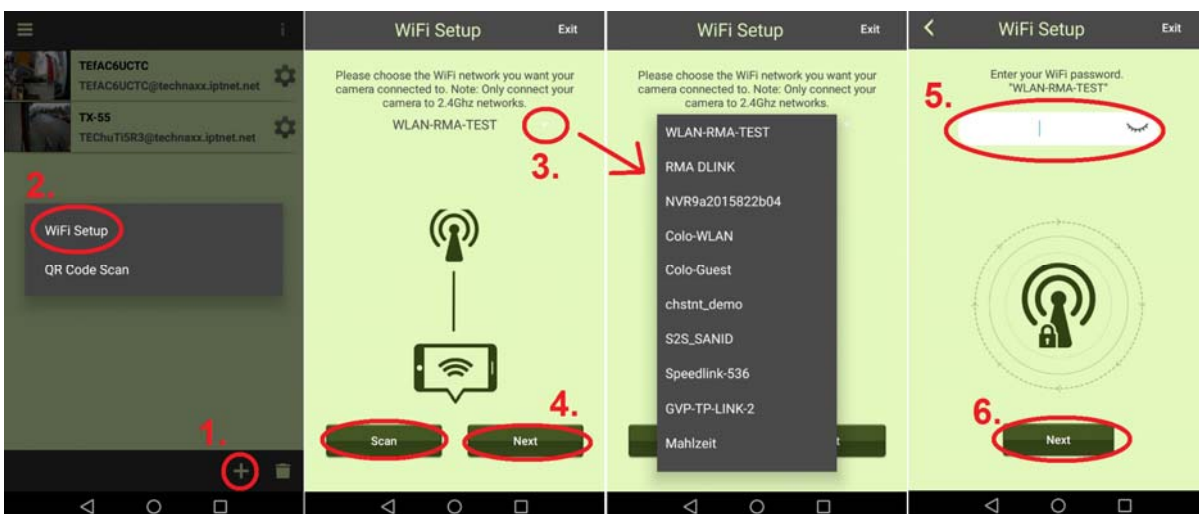 TEfAC6UCTC
TEfAC6UCTC@technaxx.iptnet.net
TX-55
TEChuTi5R3@technaxx.iptnet.net
2.
WiFi Setup
QR Code Scan
1.
WiFi Setup
Exit
Please choose the WiFi network you want your
camera connected to. Note: Only connect your
camera to 2.4Ghz networks.
WLAN-RMA-TEST
3.
4.
Scan
Next
WiFi Setup
Exit
Please choose the WiFi network you want your
camera connected to. Note: Only connect your
camera to 2.4Ghz networks.
WLAN-RMA-TEST
RMA DLINK
NVR9a2015822b04
Colo-WLAN
Colo-Guest
chstnt_demo
S2S_SANID
Speedlink-536
GVP-TP-LINK-2
Mahlzeit
t
WiFi Setup
Exit
Enter your WiFi password.
"WLAN-RMA-TEST"
5.
6.
Next